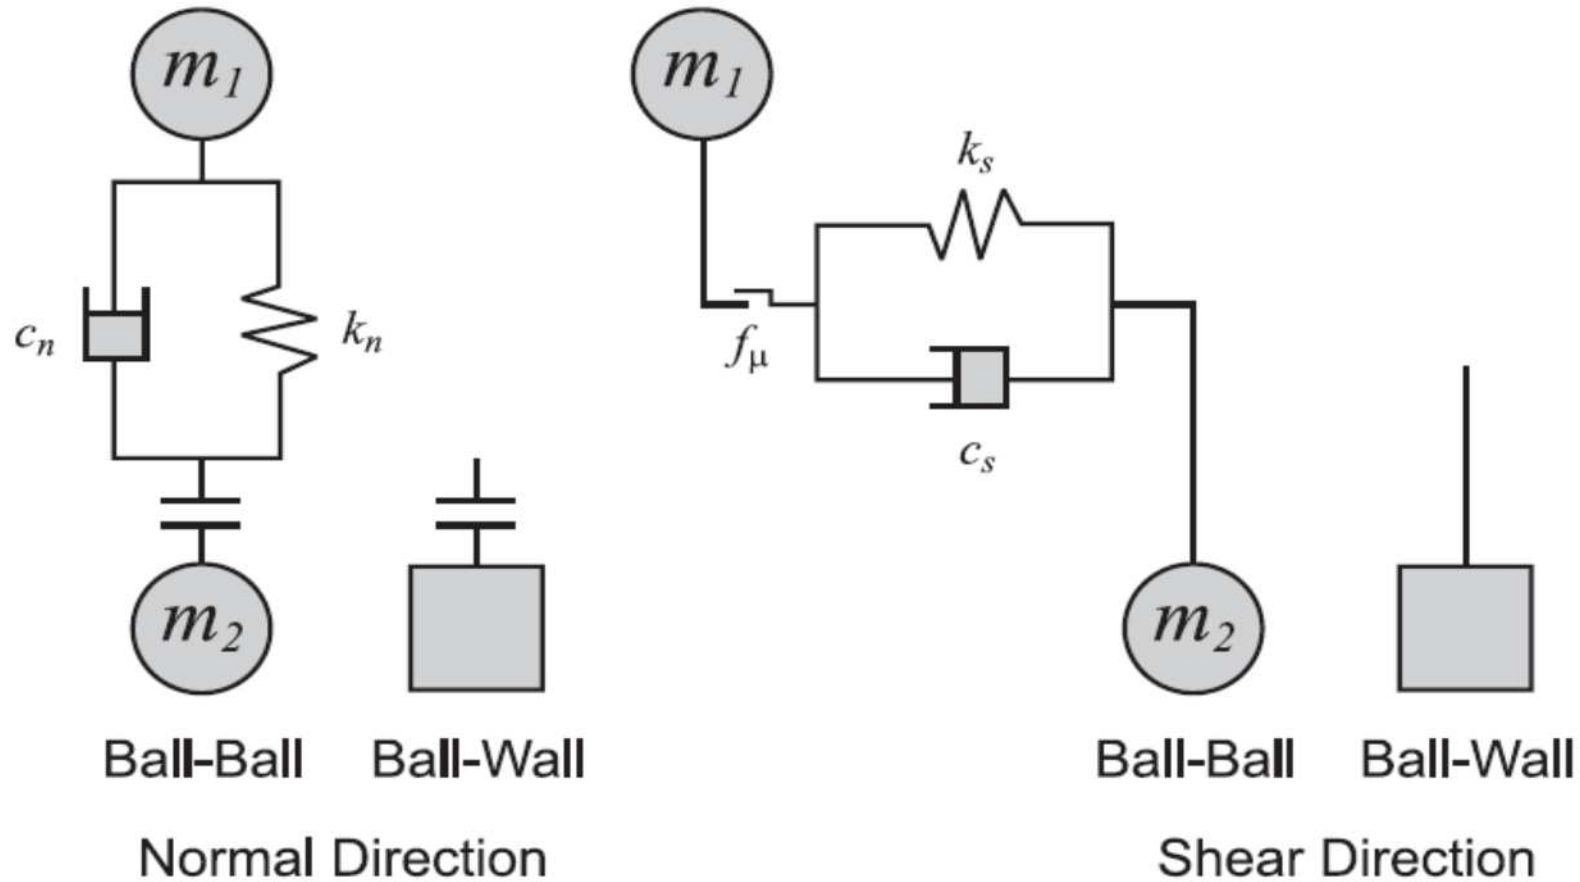 m1
m1
ks
cn
kn
fμ
cs
m2
m2
Ball-Ball
Ball-Wall
Ball-Ball
Ball-Wall
Normal Direction
Shear Direction